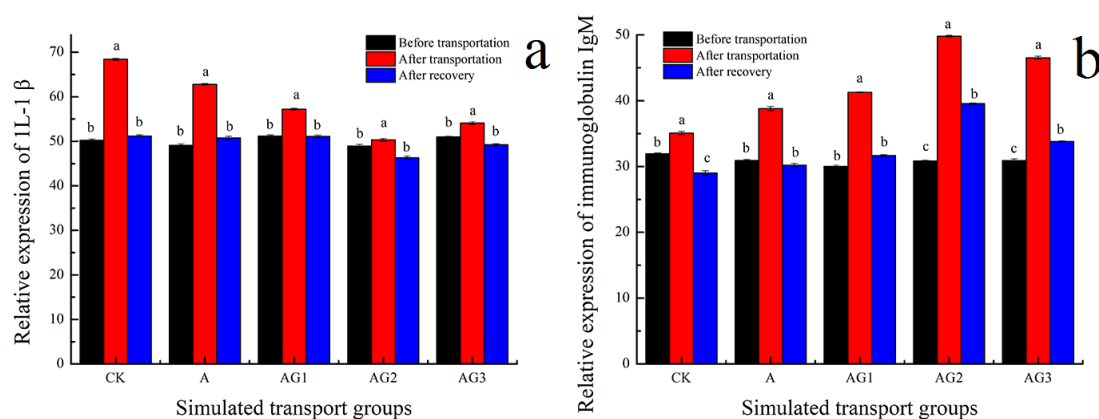 Relative expression of 1L-1 β
70
60
50
40
30
20
10
0
Before transportation
After transportation
After recovery
a
b a b
b a b
b a b
b a b
b a b
CK A AG1 AG2 AG3
Simulated transport groups
Relative expression of immunoglobulin IgM
50
40
30
20
10
0
Before transportation
After transportation
After recovery
b
b a c
b a b
b a b
c a b
c a b
CK A AG1 AG2 AG3
Simulated transport groups